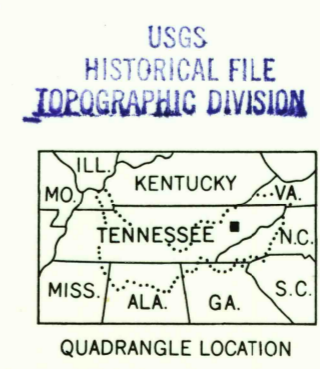 USGS
HISTORICAL FILE
TOPOGRAPHIC DIVISION
ILL.
MO.
KENTUCKY
VA.
TENNESSEE
N.C.
MISS.
ALA.
GA.
S.C.
QUADRANGLE LOCATION